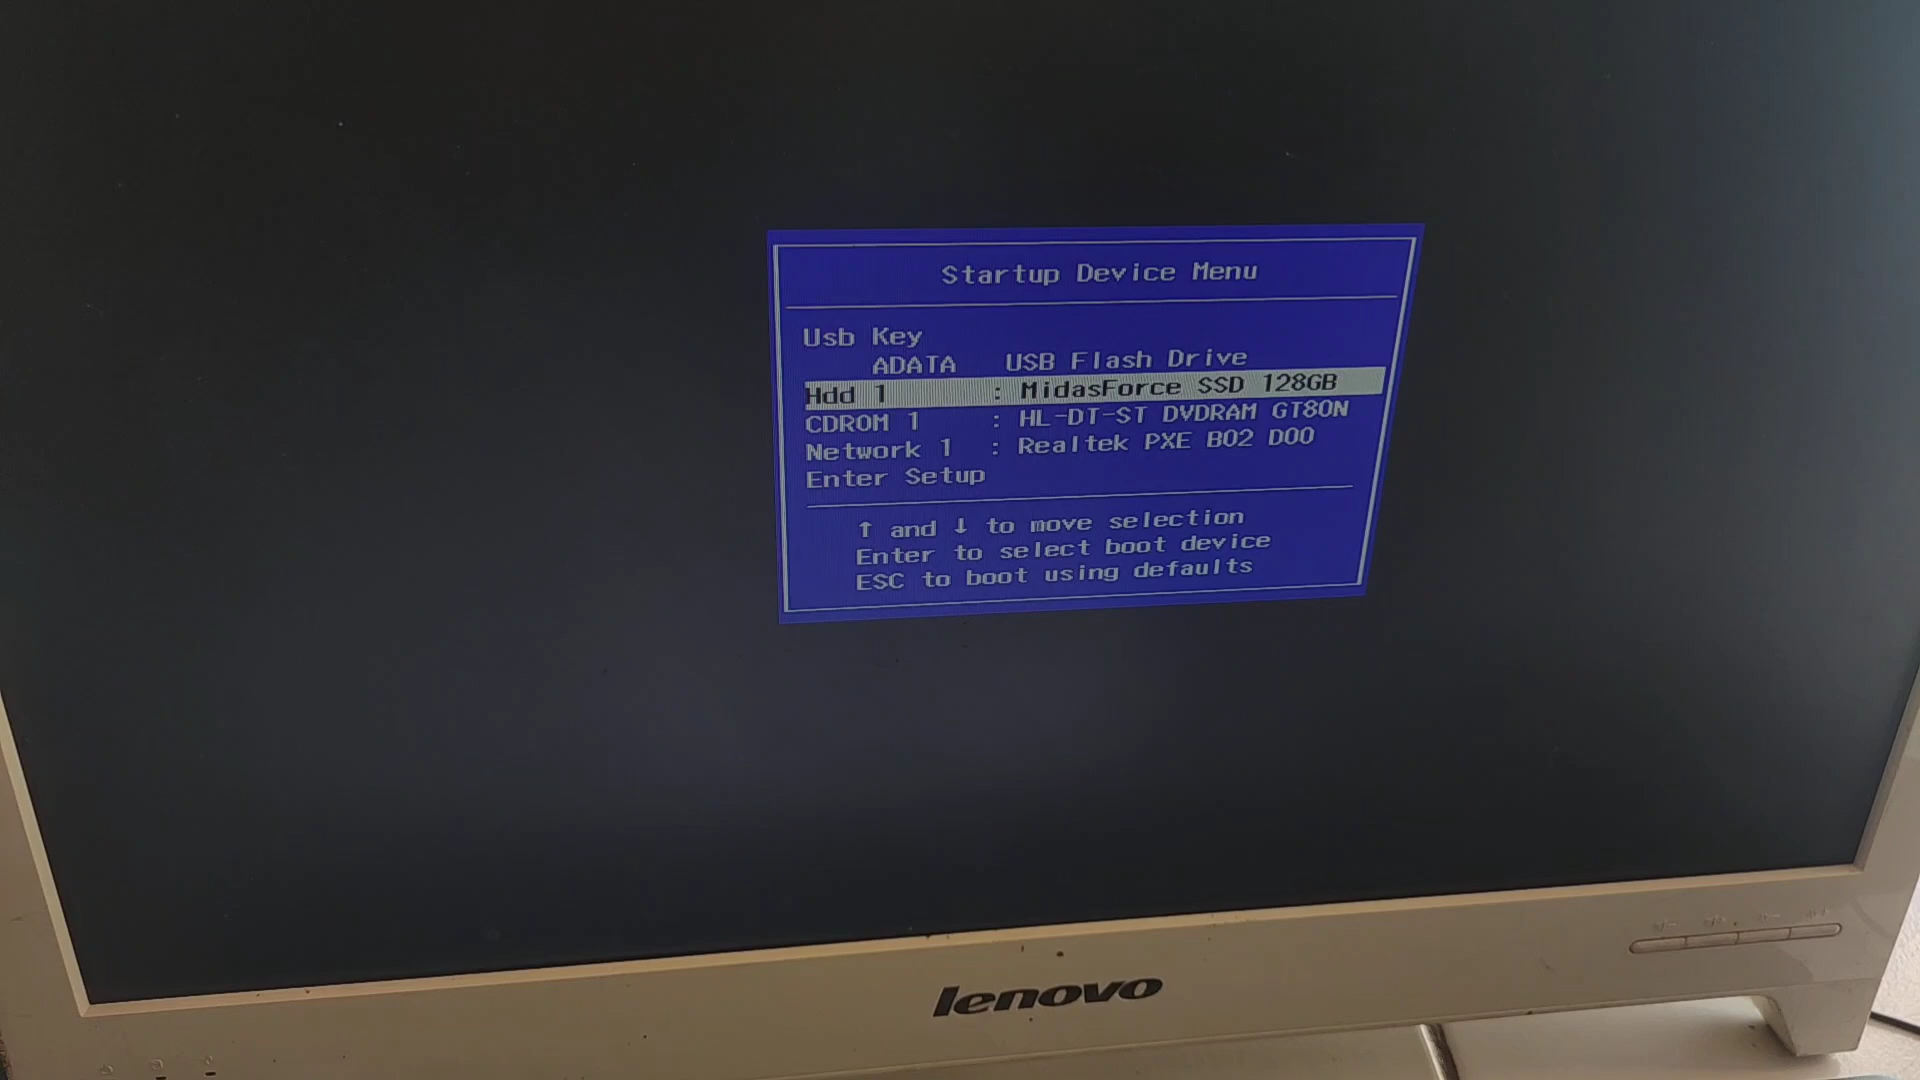 Startup Device Menu
Usb Key
ADATA USB Flash Drive
Hdd 1 : MidasForce SSD 128GB
CDROM 1 : HL-DT-ST DVDRAM GT80N
Network 1 : Realtek PXE B02 D00
Enter Setup
↑ and ↓ to move selection
Enter to select boot device
ESC to boot using defaults
lenovo